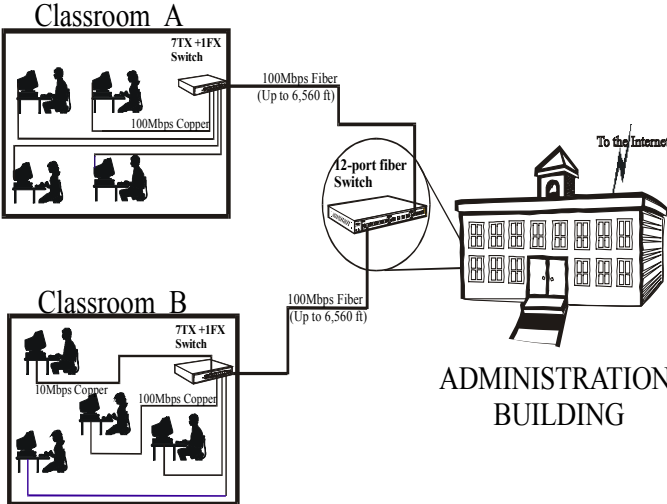 Classroom A
7TX +1FX
Switch
100Mbps Fiber
(Up to 6,560 ft)
100Mbps Copper
To the Internet
12-port fiber
Switch
Classroom B
100Mbps Fiber
(Up to 6,560 ft)
7TX +1FX
Switch
10Mbps Copper
100Mbps Copper
ADMINISTRATION
BUILDING